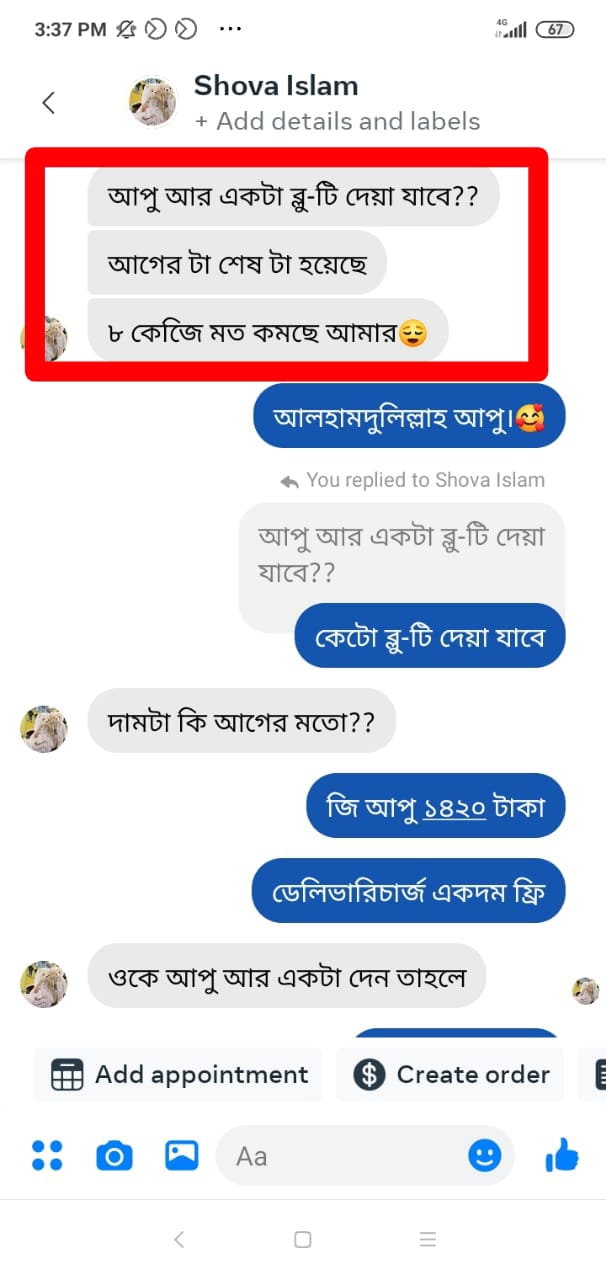 3:37 PM ...
4G 67
Shova Islam
+ Add details and labels
আপু আর একটা ব্লু-টি দেয়া যাবে??
আগের টা শেষ টা হয়েছে
৮ কেজি মত কমছে আমার😌
আলহামদুলিল্লাহ আপু।🥰
You replied to Shova Islam
আপু আর একটা ব্লু-টি দেয়া
যাবে??
কেটো ব্লু-টি দেয়া যাবে
দামটা কি আগের মতো??
জি আপু ১৪২০ টাকা
ডেলিভারিচার্জ একদম ফ্রি
ওকে আপু আর একটা দেন তাহলে
Add appointment
Create order
Aa